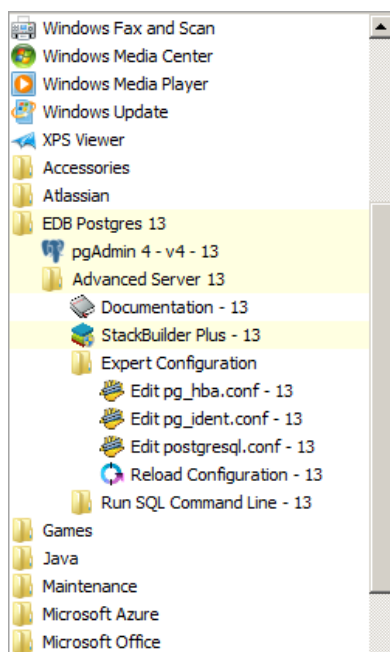 Windows Fax and Scan
Windows Media Center
Windows Media Player
Windows Update
XPS Viewer
Accessories
Atlassian
EDB Postgres 13
pgAdmin 4 - v4 - 13
Advanced Server 13
Documentation - 13
StackBuilder Plus - 13
Expert Configuration
Edit pg_hba.conf - 13
Edit pg_ident.conf - 13
Edit postgresql.conf - 13
Reload Configuration - 13
Run SQL Command Line - 13
Games
Java
Maintenance
Microsoft Azure
Microsoft Office